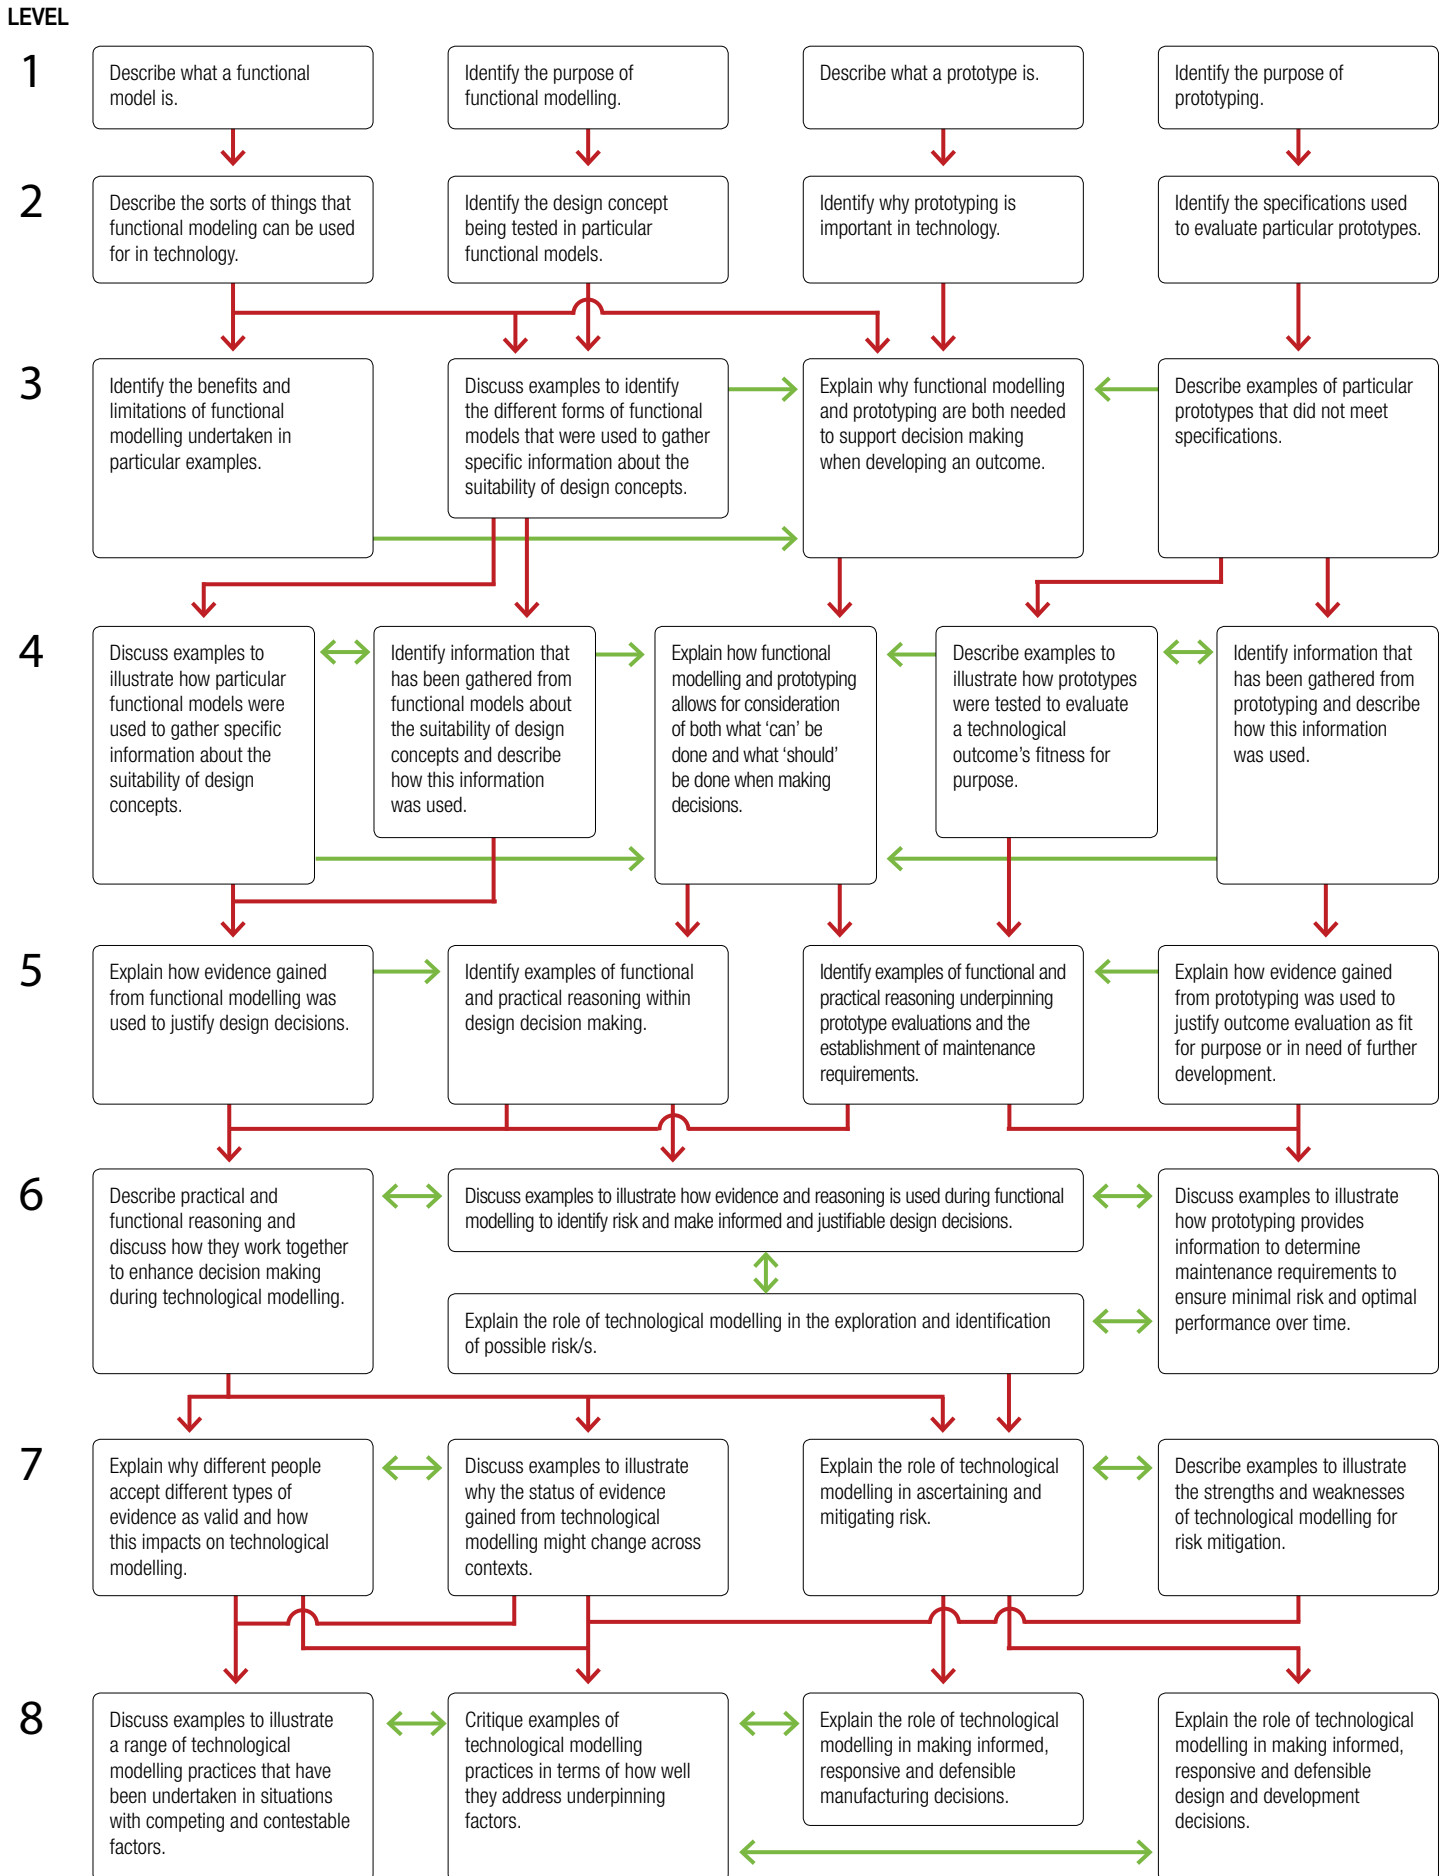 LEVEL
1
Describe what a functional
model is.
Identify the purpose of
functional modelling.
Describe what a prototype is.
Identify the purpose of
prototyping.
2
Describe the sorts of things that
functional modeling can be used
for in technology.
Identify the design concept
being tested in particular
functional models.
Identify why prototyping is
important in technology.
Identify the specifications used
to evaluate particular prototypes.
3
Identify the benefits and
limitations of functional
modelling undertaken in
particular examples.
Discuss examples to identify
the different forms of functional
models that were used to gather
specific information about the
suitability of design concepts.
Explain why functional modelling
and prototyping are both needed
to support decision making
when developing an outcome.
Describe examples of particular
prototypes that did not meet
specifications.
4
Discuss examples to
illustrate how particular
functional models were
used to gather specific
information about the
suitability of design
concepts.
Identify information that
has been gathered from
functional models about
the suitability of design
concepts and describe
how this information
was used.
Explain how functional
modelling and prototyping
allows for consideration
of both what ‘can’ be
done and what ‘should’
be done when making
decisions.
Describe examples to
illustrate how prototypes
were tested to evaluate
a technological
outcome’s fitness for
purpose.
Identify information that
has been gathered from
prototyping and describe
how this information
was used.
5
Explain how evidence gained
from functional modelling was
used to justify design decisions.
Identify examples of functional
and practical reasoning within
design decision making.
Identify examples of functional and
practical reasoning underpinning
prototype evaluations and the
establishment of maintenance
requirements.
Explain how evidence gained
from prototyping was used to
justify outcome evaluation as fit
for purpose or in need of further
development.
6
Describe practical and
functional reasoning and
discuss how they work together
to enhance decision making
during technological modelling.
Discuss examples to illustrate how evidence and reasoning is used during functional
modelling to identify risk and make informed and justifiable design decisions.
Explain the role of technological modelling in the exploration and identification
of possible risk/s.
Discuss examples to illustrate
how prototyping provides
information to determine
maintenance requirements to
ensure minimal risk and optimal
performance over time.
7
Explain why different people
accept different types of
evidence as valid and how
this impacts on technological
modelling.
Discuss examples to illustrate
why the status of evidence
gained from technological
modelling might change across
contexts.
Explain the role of technological
modelling in ascertaining and
mitigating risk.
Describe examples to illustrate
the strengths and weaknesses
of technological modelling for
risk mitigation.
8
Discuss examples to illustrate
a range of technological
modelling practices that have
been undertaken in situations
with competing and contestable
factors.
Critique examples of
technological modelling
practices in terms of how well
they address underpinning
factors.
Explain the role of technological
modelling in making informed,
responsive and defensible
manufacturing decisions.
Explain the role of technological
modelling in making informed,
responsive and defensible
design and development
decisions.